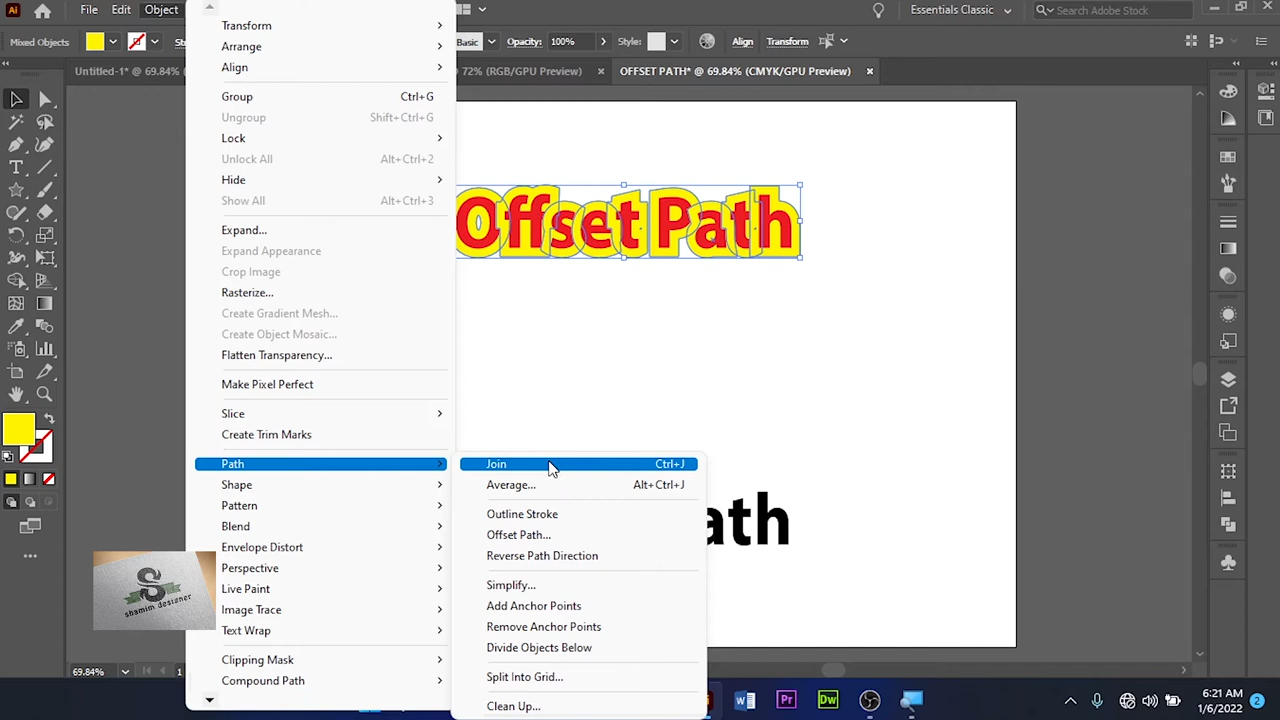 Ai File Edit Object
Essentials Classic
Search Adobe Stock
Mixed Objects
Basic
Opacity: 100%
Style:
Align
Transform
Untitled-1* @ 69.84%
72% (RGB/GPU Preview)
OFFSET PATH* @ 69.84% (CMYK/GPU Preview)
Transform
Arrange
Align
Group Ctrl+G
Ungroup Shift+Ctrl+G
Lock
Unlock All Alt+Ctrl+2
Hide
Show All Alt+Ctrl+3
Expand...
Expand Appearance
Crop Image
Rasterize...
Create Gradient Mesh...
Create Object Mosaic...
Flatten Transparency...
Make Pixel Perfect
Slice
Create Trim Marks
Path
Shape
Pattern
Blend
Envelope Distort
Perspective
Live Paint
Image Trace
Text Wrap
Clipping Mask
Compound Path
Join Ctrl+J
Average... Alt+Ctrl+J
Outline Stroke
Offset Path...
Reverse Path Direction
Simplify...
Add Anchor Points
Remove Anchor Points
Divide Objects Below
Split Into Grid...
Clean Up...
Offset Path
ath
S
shamim designer
69.84%
1
W
Pr
Dw
6:21 AM
1/6/2022